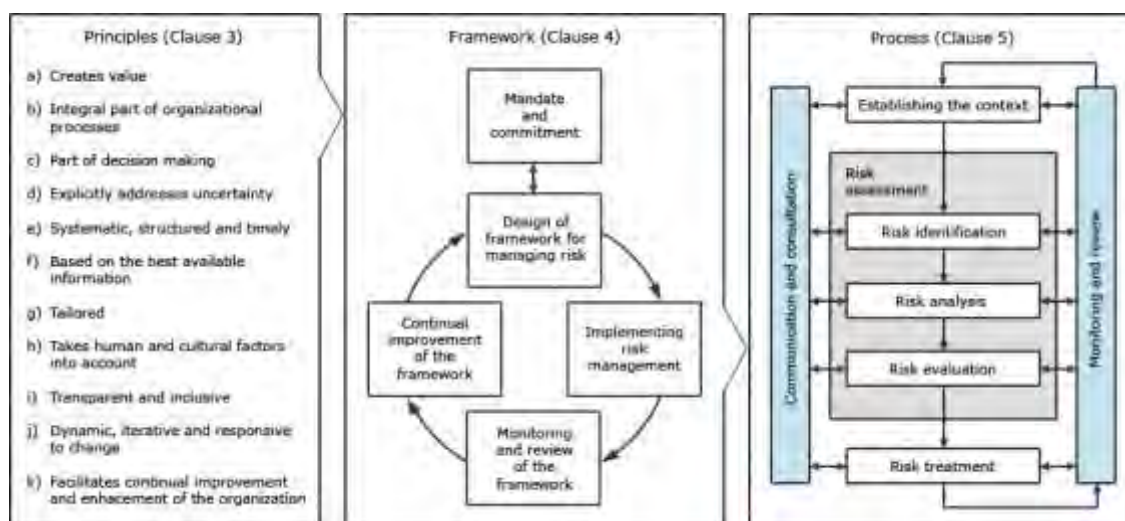 Principles (Clause 3)
a) Creates value
b) Integral part of organizational
processes
c) Part of decision making
d) Explicitly addresses uncertainty
e) Systematic, structured and timely
f) Based on the best available
information
g) Tailored
h) Takes human and cultural factors
into account
i) Transparent and inclusive
j) Dynamic, iterative and responsive
to change
k) Facilitates continual improvement
and enhacement of the organization
Framework (Clause 4)
Mandate
and
commitment
Design of
framework for
managing risk
Implementing
risk
management
Monitoring
and review
of the
framework
Continual
improvement
of the
framework
Process (Clause 5)
Communication and consultation
Establishing the context
Risk
assessment
Risk identification
Risk analysis
Risk evaluation
Risk treatment
Monitoring and review